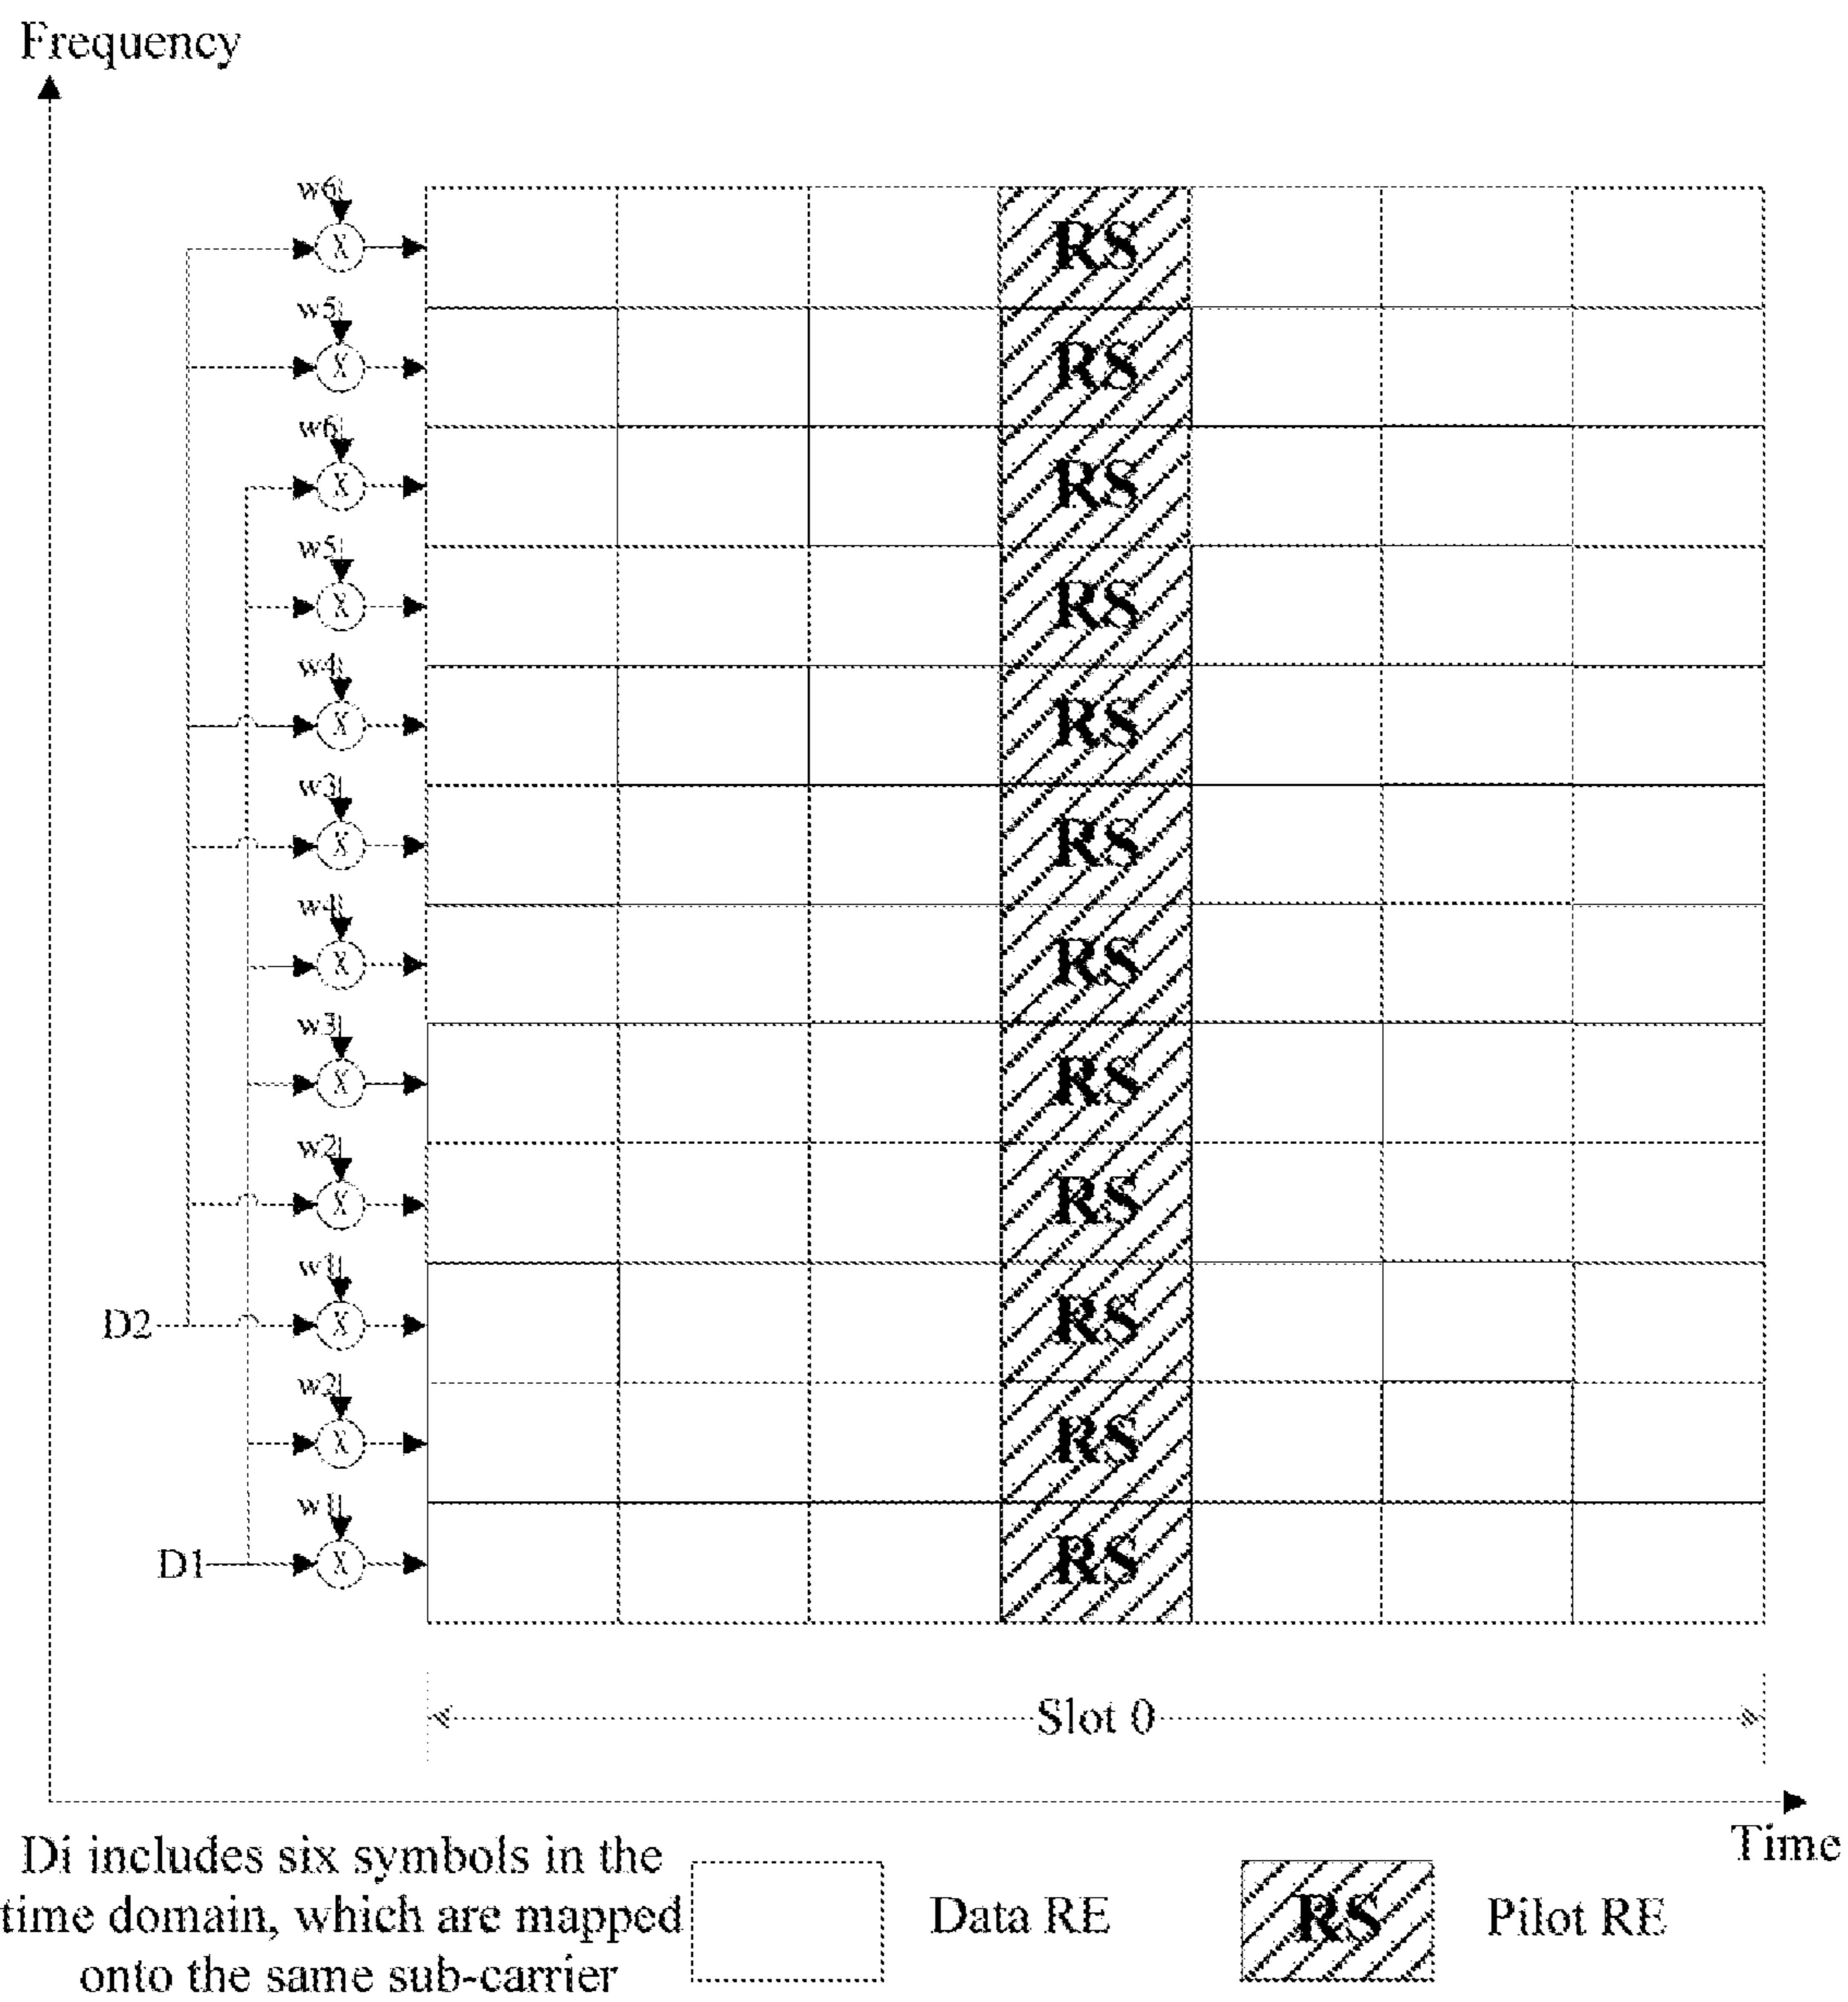 Frequency
w6
X
RS
w5
X
RS
w6
X
RS
w5
X
RS
w4
X
RS
w3
X
RS
w4
X
RS
w3
X
RS
w2
X
RS
w1
D2
X
RS
w2
X
RS
w1
D1
X
RS
Slot 0
Time
Di includes six symbols in the
time domain, which are mapped
onto the same sub-carrier
Data RE
RS
Pilot RE